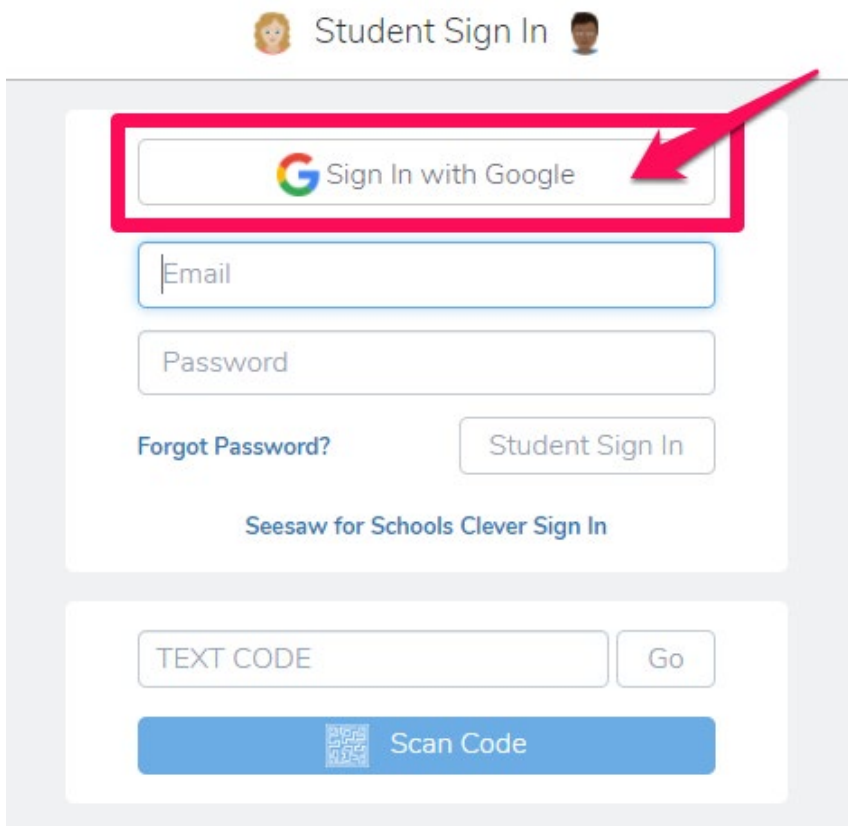 Student Sign In
Sign In with Google
Email
Password
Forgot Password? Student Sign In
Seesaw for Schools Clever Sign In
TEXT CODE Go
Scan Code